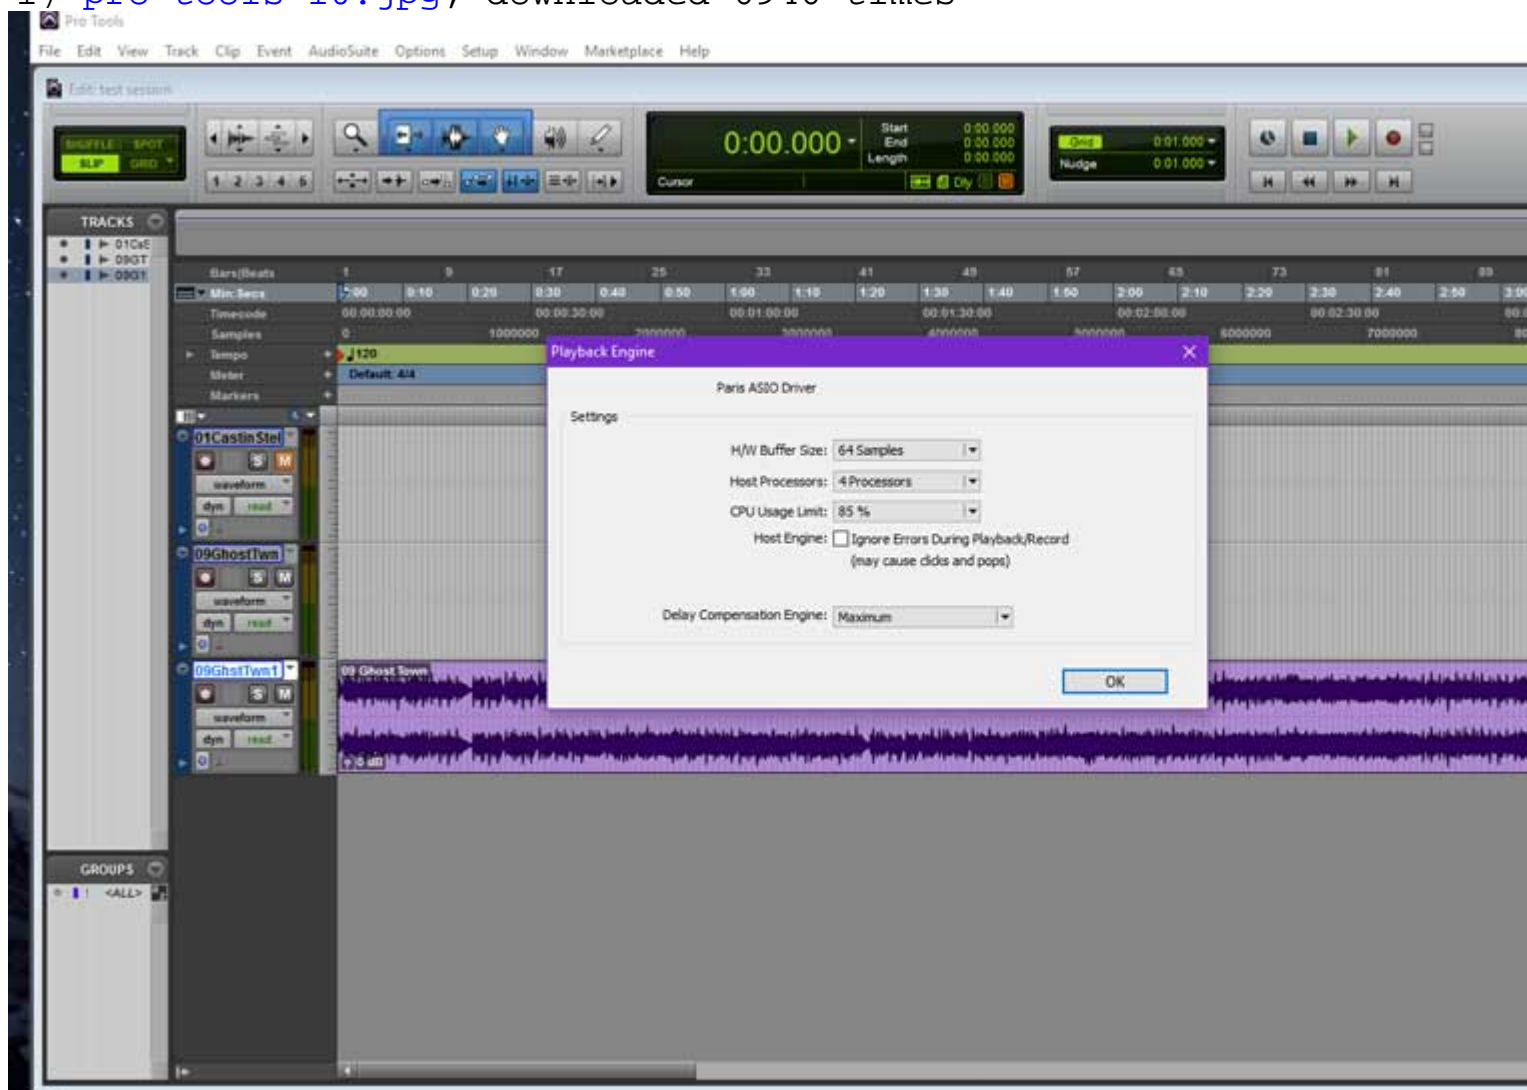 Pro Tools
File Edit View Track Clip Event AudioSuite Options Setup Window Marketplace Help
Edit: test session
SHUFFLE SPOT
SLIP GRID
1 2 3 4 5
0:00.000
Start 0:00.000
End 0:00.000
Length 0:00.000
Cursor
Dly
Grid 0:01.000
Nudge 0:01.000
TRACKS
01CaS
09GT
09GT
Bars|Beats 1 9 17 25 33 41 49 57 65 73 81 89
Min:Secs 0:00 0:10 0:20 0:30 0:40 0:50 1:00 1:10 1:20 1:30 1:40 1:50 2:00 2:10 2:20 2:30 2:40 2:50 3:00
Timecode 00:00:00:00 00:00:30:00 00:01:00:00 00:01:30:00 00:02:00:00 00:02:30:00
Samples 0 1000000 2000000 3000000 4000000 5000000 6000000 7000000
Tempo 120
Meter Default: 4/4
Markers
Playback Engine
Paris ASIO Driver
Settings
H/W Buffer Size: 64 Samples
Host Processors: 4 Processors
CPU Usage Limit: 85 %
Host Engine: Ignore Errors During Playback/Record
(may cause clicks and pops)
Delay Compensation Engine: Maximum
OK
01CastinStel
S M
waveform
dyn read
09GhostTwn
S M
waveform
dyn read
09GhstTwn1
S M
waveform
dyn read
09 Ghost Town
0 dB
GROUPS
! <ALL>